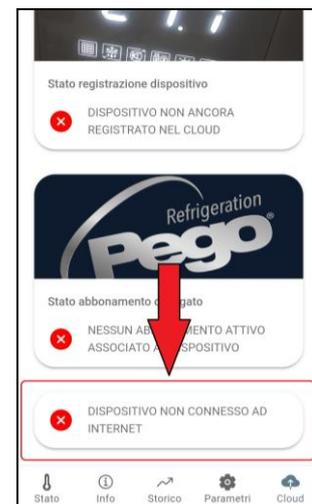 Stato registrazione dispositivo
DISPOSITIVO NON ANCORA
REGISTRATO NEL CLOUD
Refrigeration
Pego
Stato abbonamento
NESSUN
ATTIVO
ASSOCIATO
DISPOSITIVO NON CONNESSO AD
INTERNET
Stato Info Storico Parametri Cloud